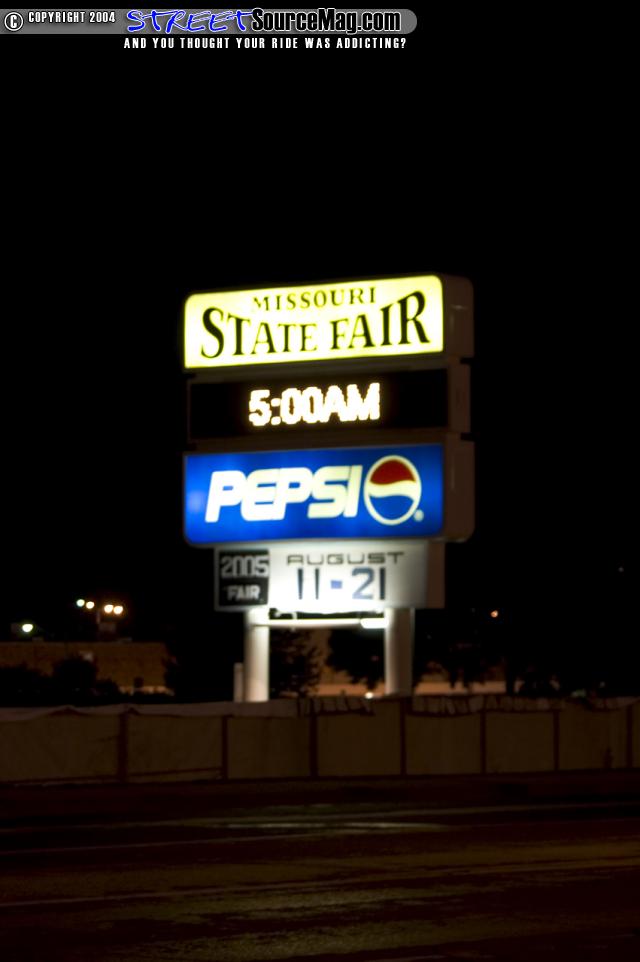 © COPYRIGHT 2004 STREETSourceMag.com
AND YOU THOUGHT YOUR RIDE WAS ADDICTING?
MISSOURI
STATE FAIR
5:00AM
PEPSI®
2005 AUGUST
FAIR 11-21